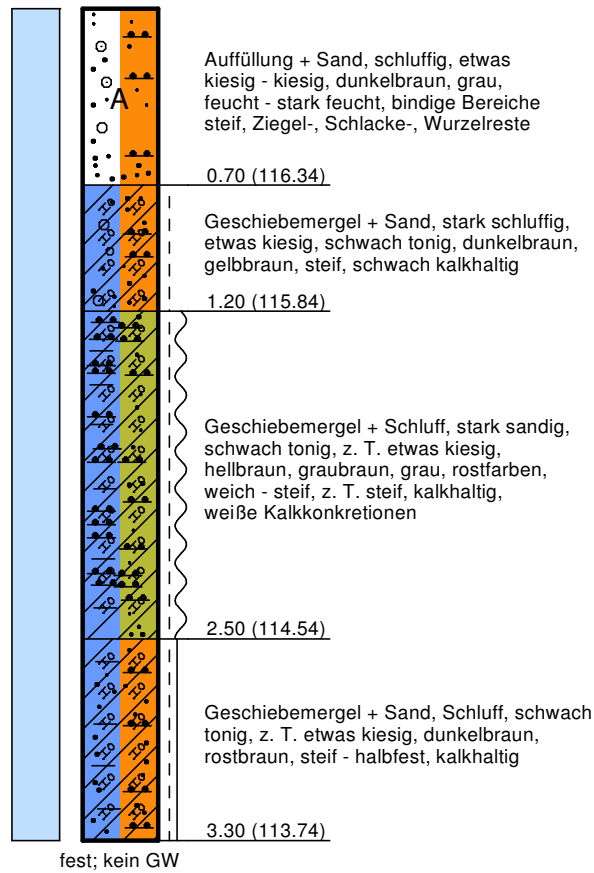 Auffüllung + Sand, schluffig, etwas
kiesig - kiesig, dunkelbraun, grau,
feucht - stark feucht, bindige Bereiche
steif, Ziegel-, Schlacke-, Wurzelreste
A
0.70 (116.34)
Geschiebemergel + Sand, stark schluffig,
etwas kiesig, schwach tonig, dunkelbraun,
gelbbraun, steif, schwach kalkhaltig
1.20 (115.84)
Geschiebemergel + Schluff, stark sandig,
schwach tonig, z. T. etwas kiesig,
hellbraun, graubraun, grau, rostfarben,
weich - steif, z. T. steif, kalkhaltig,
weiße Kalkkonkretionen
2.50 (114.54)
Geschiebemergel + Sand, Schluff, schwach
tonig, z. T. etwas kiesig, dunkelbraun,
rostbraun, steif - halbfest, kalkhaltig
3.30 (113.74)
fest; kein GW